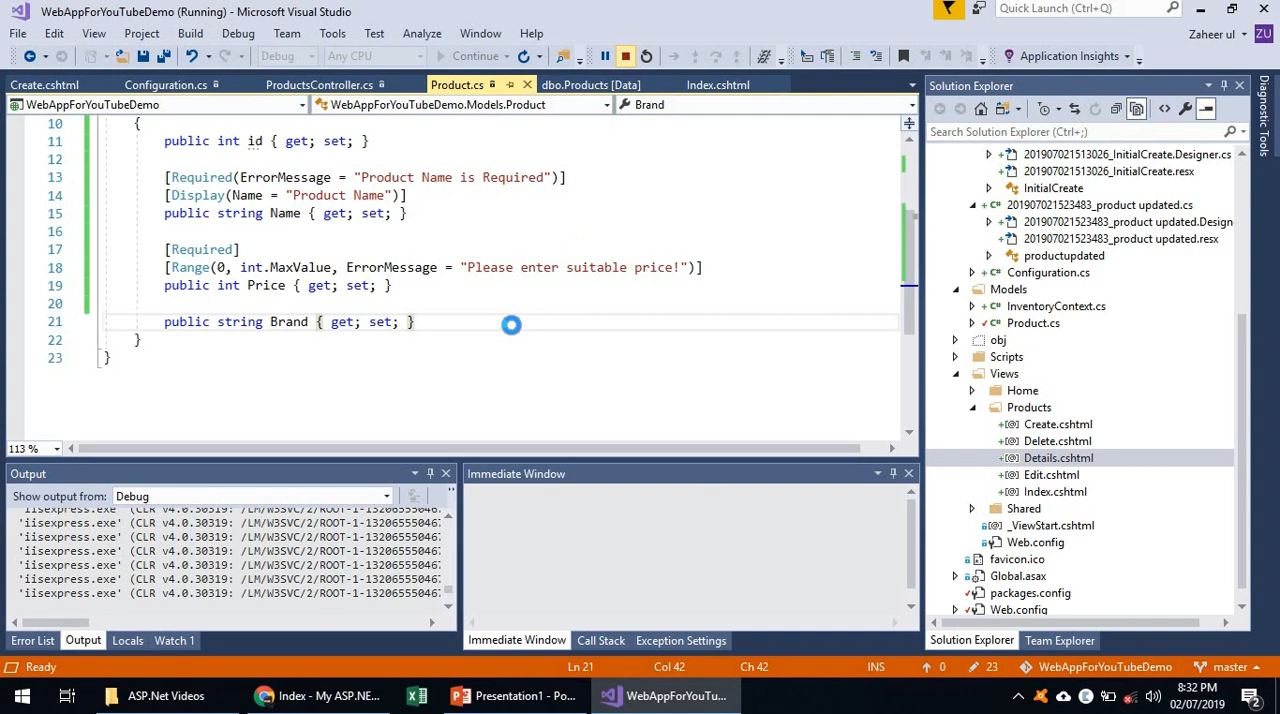 WebAppForYouTubeDemo (Running) - Microsoft Visual Studio
Quick Launch (Ctrl+Q)
File Edit View Project Build Debug Team Tools Test Analyze Window Help
Zaheer ul ZU
Debug Any CPU Continue Application Insights
Create.cshtml Configuration.cs ProductsController.cs Product.cs dbo.Products [Data] Index.cshtml
WebAppForYouTubeDemo WebAppForYouTubeDemo.Models.Product Brand
10 {
11 public int id { get; set; }
12
13 [Required(ErrorMessage = "Product Name is Required")]
14 [Display(Name = "Product Name")]
15 public string Name { get; set; }
16
17 [Required]
18 [Range(0, int.MaxValue, ErrorMessage = "Please enter suitable price!")]
19 public int Price { get; set; }
20
21 public string Brand { get; set; }
22 }
23 }
113 %
Solution Explorer
Search Solution Explorer (Ctrl+;)
201907021513026_InitialCreate.Designer.cs
201907021513026_InitialCreate.resx
InitialCreate
201907021523483_product updated.cs
201907021523483_product updated.Design
201907021523483_product updated.resx
productupdated
Configuration.cs
Models
InventoryContext.cs
Product.cs
obj
Scripts
Views
Home
Products
Create.cshtml
Delete.cshtml
Details.cshtml
Edit.cshtml
Index.cshtml
Shared
_ViewStart.cshtml
Web.config
favicon.ico
Global.asax
packages.config
Web.config
Solution Explorer Team Explorer
Diagnostic Tools
Output
Show output from: Debug
'iisexpress.exe' (CLR v4.0.30319: /LM/W3SVC/2/ROOT-1-13206555046
'iisexpress.exe' (CLR v4.0.30319: /LM/W3SVC/2/ROOT-1-13206555046
'iisexpress.exe' (CLR v4.0.30319: /LM/W3SVC/2/ROOT-1-13206555046
'iisexpress.exe' (CLR v4.0.30319: /LM/W3SVC/2/ROOT-1-13206555046
'iisexpress.exe' (CLR v4.0.30319: /LM/W3SVC/2/ROOT-1-13206555046
'iisexpress.exe' (CLR v4.0.30319: /LM/W3SVC/2/ROOT-1-13206555046
'iisexpress.exe' (CLR v4.0.30319: /LM/W3SVC/2/ROOT-1-13206555046
Error List Output Locals Watch 1
Immediate Window
Immediate Window Call Stack Exception Settings
Ready Ln 21 Col 42 Ch 42 INS 0 23 WebAppForYouTubeDemo master
ASP.Net Videos Index - My ASP.NE... Presentation1 - Po... WebAppForYouTu...
8:32 PM
02/07/2019
2